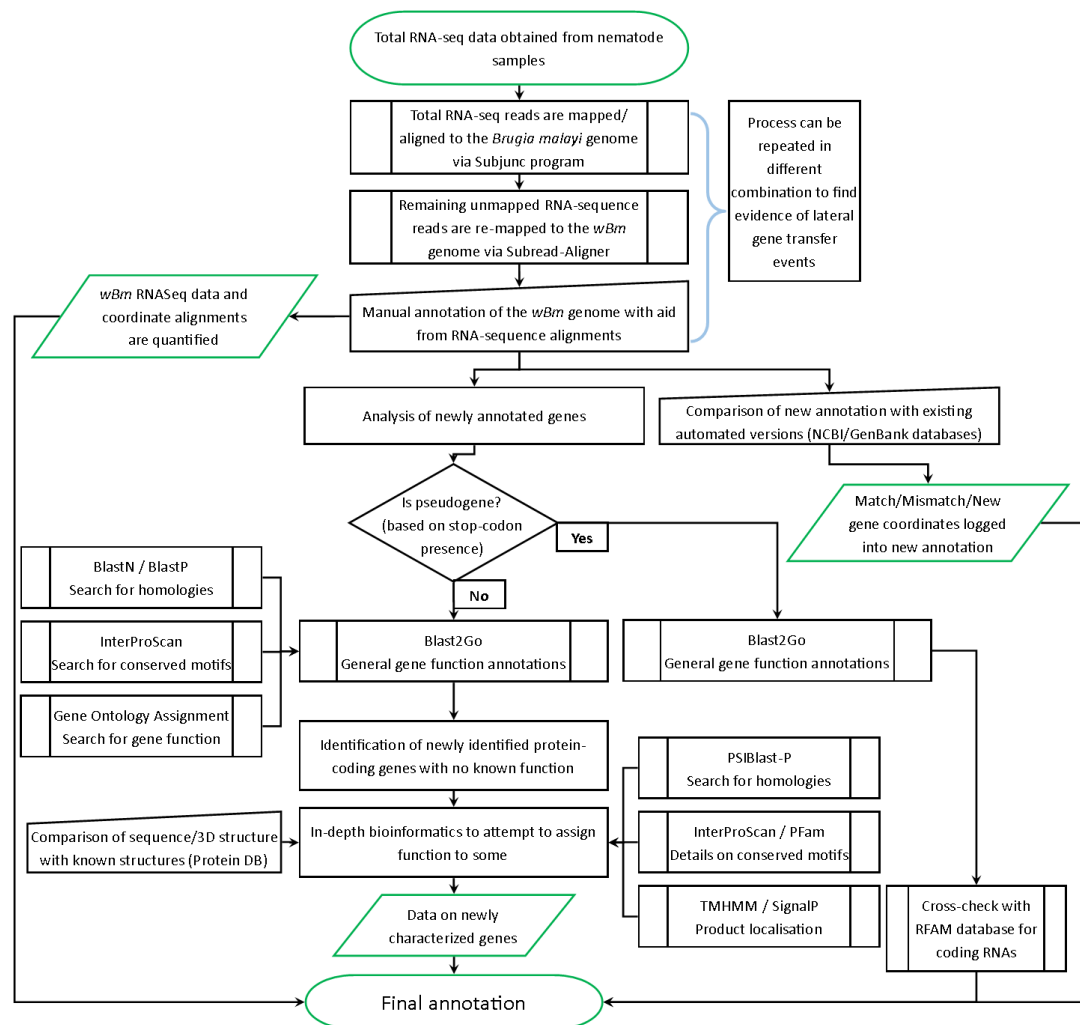 Total RNA-seq data obtained from nematode
samples
Total RNA-seq reads are mapped/
aligned to the Brugia malayi genome
via Subjunc program
Process can be
repeated in
different
combination to find
evidence of lateral
gene transfer
events
Remaining unmapped RNA-sequence
reads are re-mapped to the wBm
genome via Subread-Aligner
wBm RNASeq data and
coordinate alignments
are quantified
Manual annotation of the wBm genome with aid
from RNA-sequence alignments
Analysis of newly annotated genes
Comparison of new annotation with existing
automated versions (NCBI/GenBank databases)
Is pseudogene?
(based on stop-codon
presence)
Yes
No
Match/Mismatch/New
gene coordinates logged
into new annotation
BlastN / BlastP
Search for homologies
InterProScan
Search for conserved motifs
Gene Ontology Assignment
Search for gene function
Blast2Go
General gene function annotations
Blast2Go
General gene function annotations
Identification of newly identified protein-
coding genes with no known function
PSIBlast-P
Search for homologies
Comparison of sequence/3D structure
with known structures (Protein DB)
In-depth bioinformatics to attempt to assign
function to some
InterProScan / PFam
Details on conserved motifs
TMHMM / SignalP
Product localisation
Data on newly
characterized genes
Cross-check with
RFAM database for
coding RNAs
Final annotation